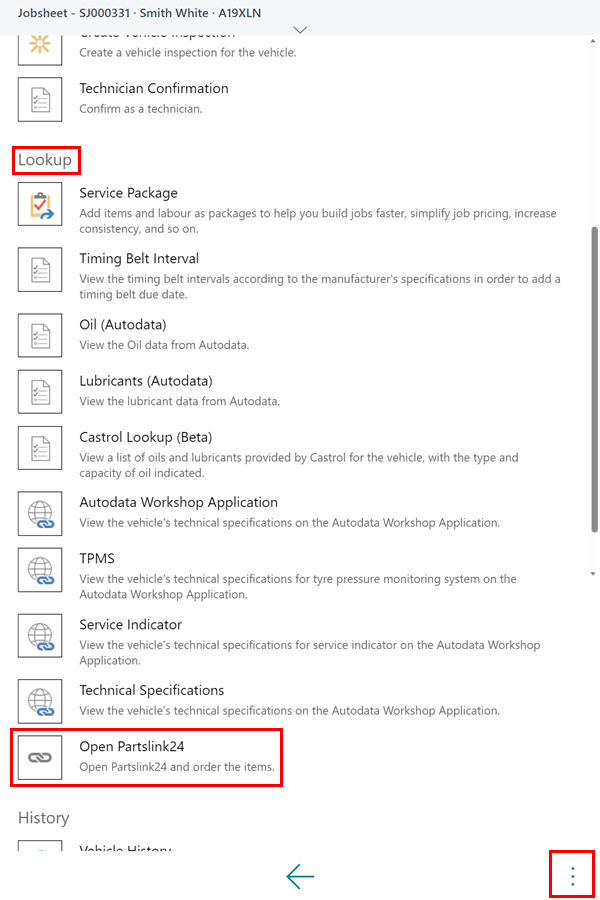 Jobsheet - SJ000331 · Smith White · A19XLN
Create Vehicle Inspection
Create a vehicle inspection for the vehicle.
Technician Confirmation
Confirm as a technician.
Lookup
Service Package
Add items and labour as packages to help you build jobs faster, simplify job pricing, increase
consistency, and so on.
Timing Belt Interval
View the timing belt intervals according to the manufacturer's specifications in order to add a
timing belt due date.
Oil (Autodata)
View the Oil data from Autodata.
Lubricants (Autodata)
View the lubricant data from Autodata.
Castrol Lookup (Beta)
View a list of oils and lubricants provided by Castrol for the vehicle, with the type and
capacity of oil indicated.
Autodata Workshop Application
View the vehicle's technical specifications on the Autodata Workshop Application.
TPMS
View the vehicle's technical specifications for tyre pressure monitoring system on the
Autodata Workshop Application.
Service Indicator
View the vehicle's technical specifications for service indicator on the Autodata Workshop
Application.
Technical Specifications
View the vehicle's technical specifications on the Autodata Workshop Application.
Open Partslink24
Open Partslink24 and order the items.
History
Vehicle History